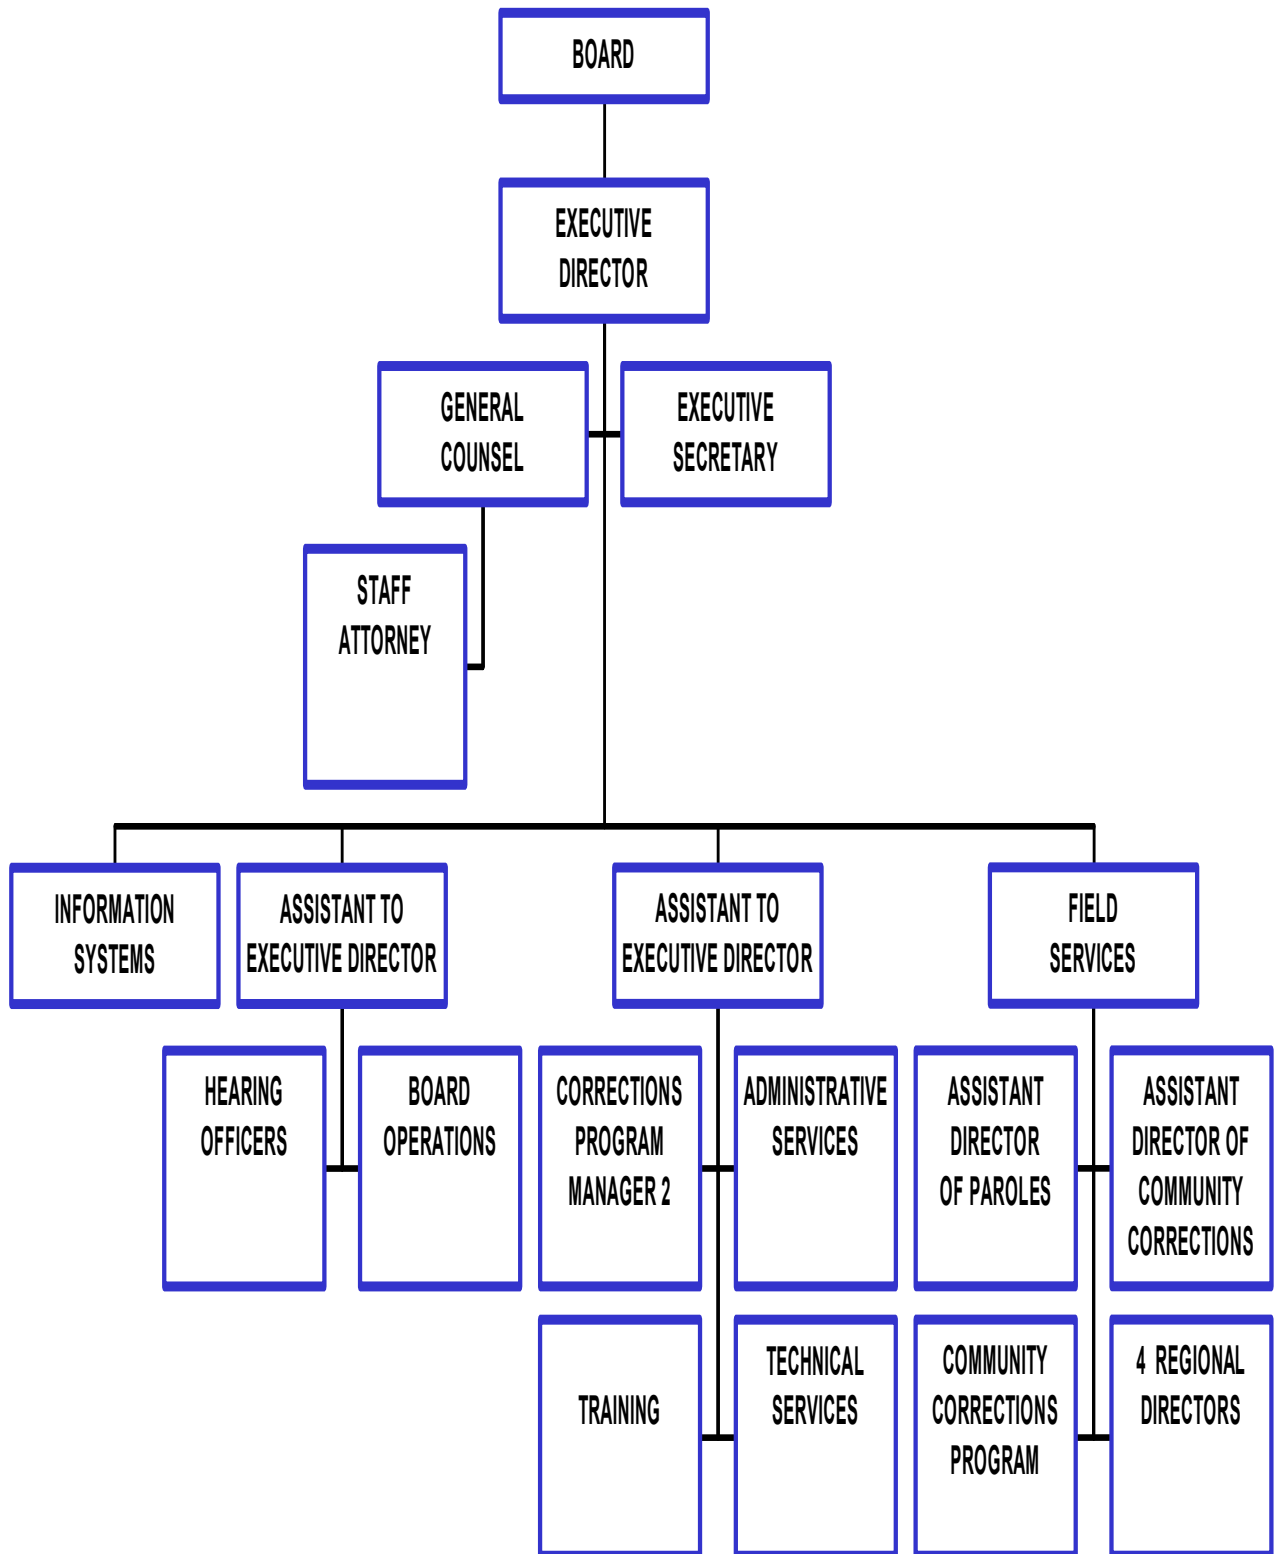 BOARD
EXECUTIVE
DIRECTOR
GENERAL
COUNSEL
EXECUTIVE
SECRETARY
STAFF
ATTORNEY
INFORMATION
SYSTEMS
ASSISTANT TO
EXECUTIVE DIRECTOR
ASSISTANT TO
EXECUTIVE DIRECTOR
FIELD
SERVICES
HEARING
OFFICERS
BOARD
OPERATIONS
CORRECTIONS
PROGRAM
MANAGER 2
ADMINISTRATIVE
SERVICES
ASSISTANT
DIRECTOR
OF PAROLES
ASSISTANT
DIRECTOR OF
COMMUNITY
CORRECTIONS
TRAINING
TECHNICAL
SERVICES
COMMUNITY
CORRECTIONS
PROGRAM
4 REGIONAL
DIRECTORS